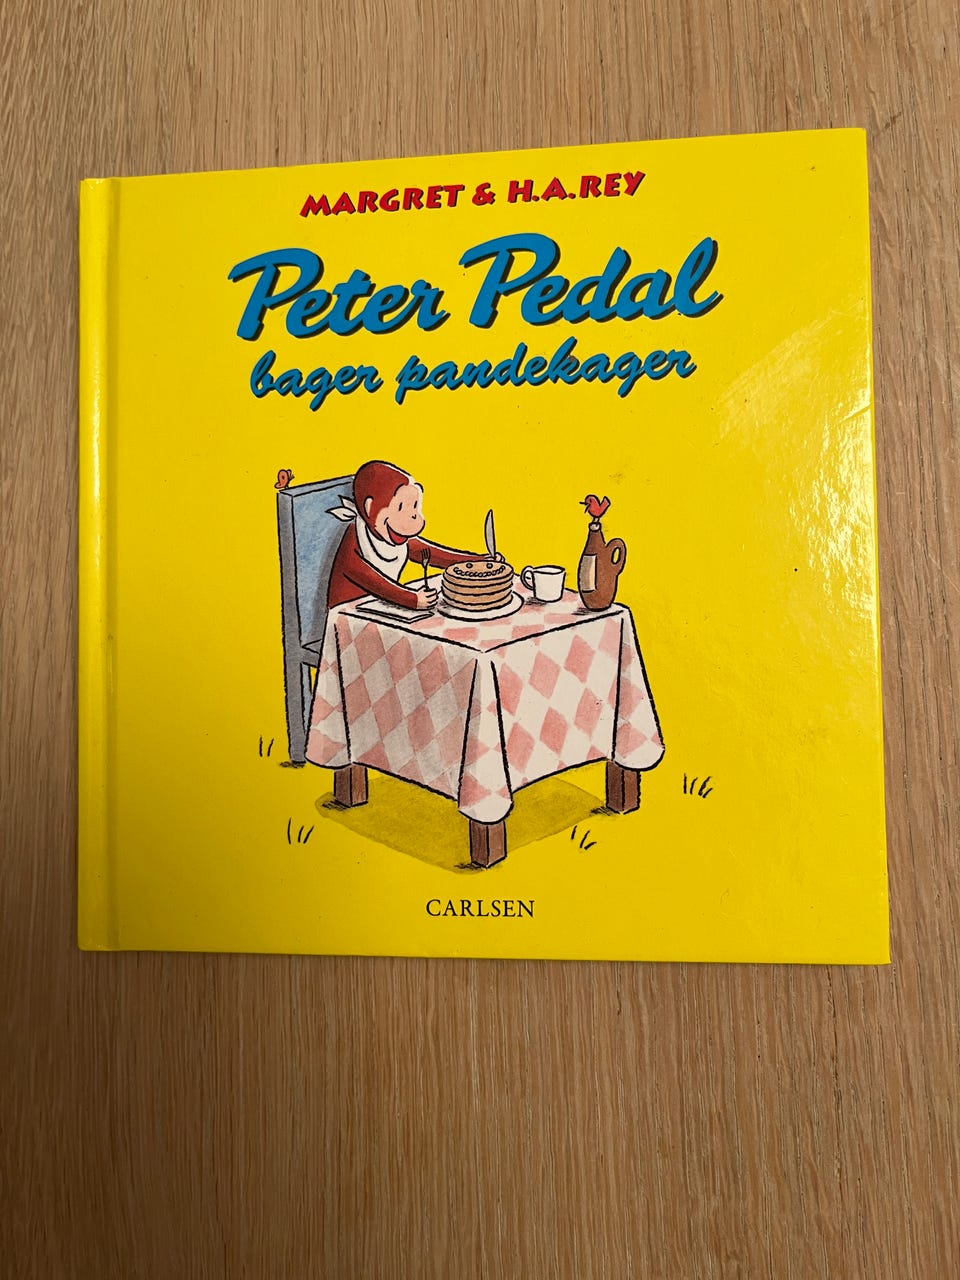 MARGRET & H.A.REY
Peter Pedal
bager pandekager
CARLSEN